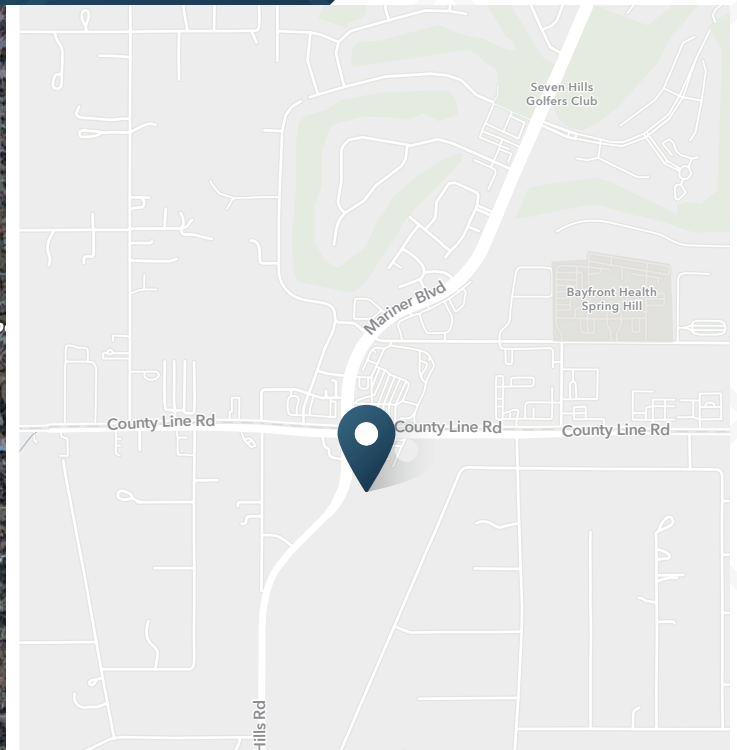 Seven Hills
Golfers Club
Mariner Blvd
Bayfront Health
Spring Hill
County Line Rd
County Line Rd
County Line Rd
Hills Rd